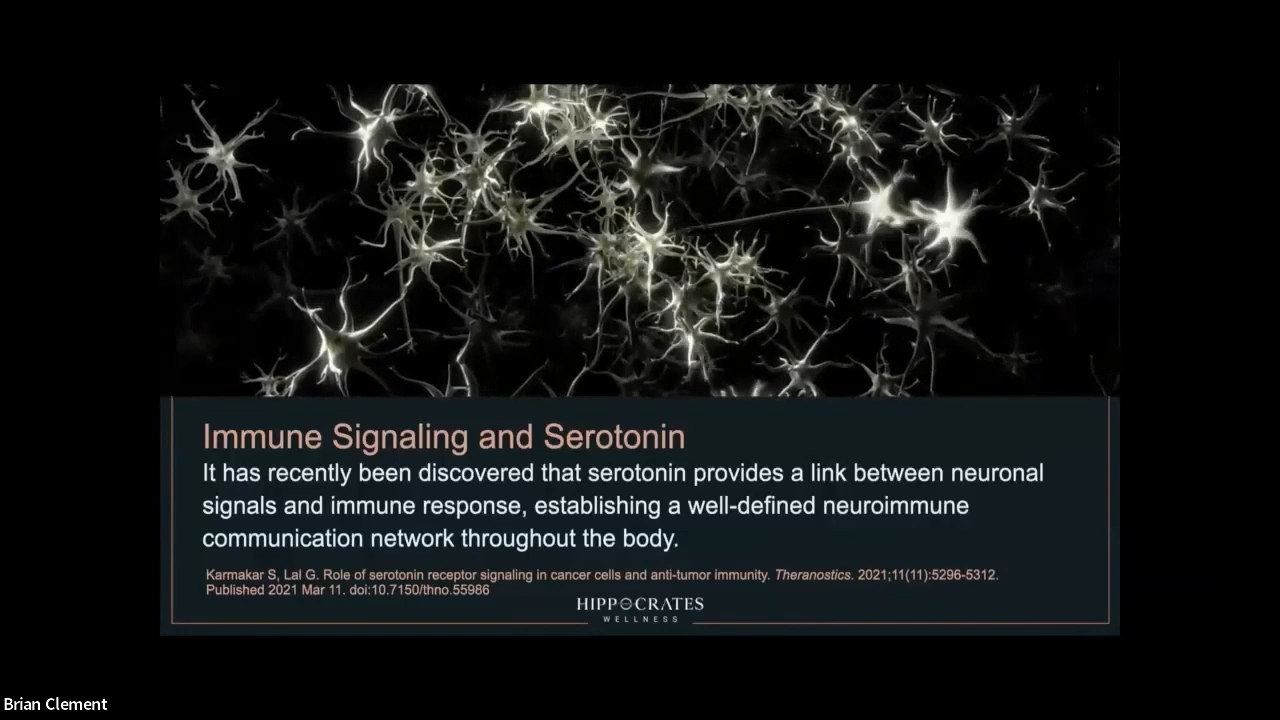 Immune Signaling and Serotonin
It has recently been discovered that serotonin provides a link between neuronal
signals and immune response, establishing a well-defined neuroimmune
communication network throughout the body.
Karmakar S, Lal G. Role of serotonin receptor signaling in cancer cells and anti-tumor immunity. Theranostics. 2021;11(11):5296-5312.
Published 2021 Mar 11. doi:10.7150/thno.55986
HIPPOCRATES
WELLNESS
Brian Clement